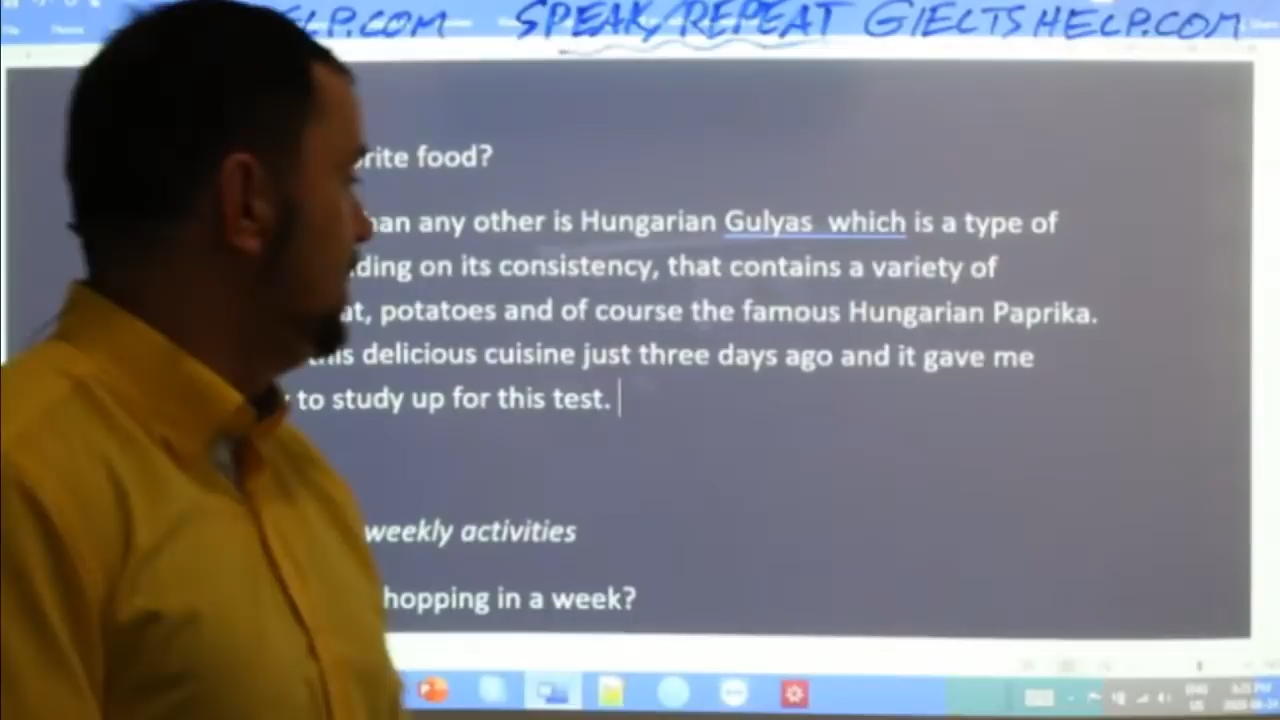 ELP.COM SPEAK/REPEAT GIELTSHELP.COM
rite food?
han any other is Hungarian Gulyas which is a type of
ding on its consistency, that contains a variety of
at, potatoes and of course the famous Hungarian Paprika.
this delicious cuisine just three days ago and it gave me
to study up for this test.
weekly activities
hopping in a week?